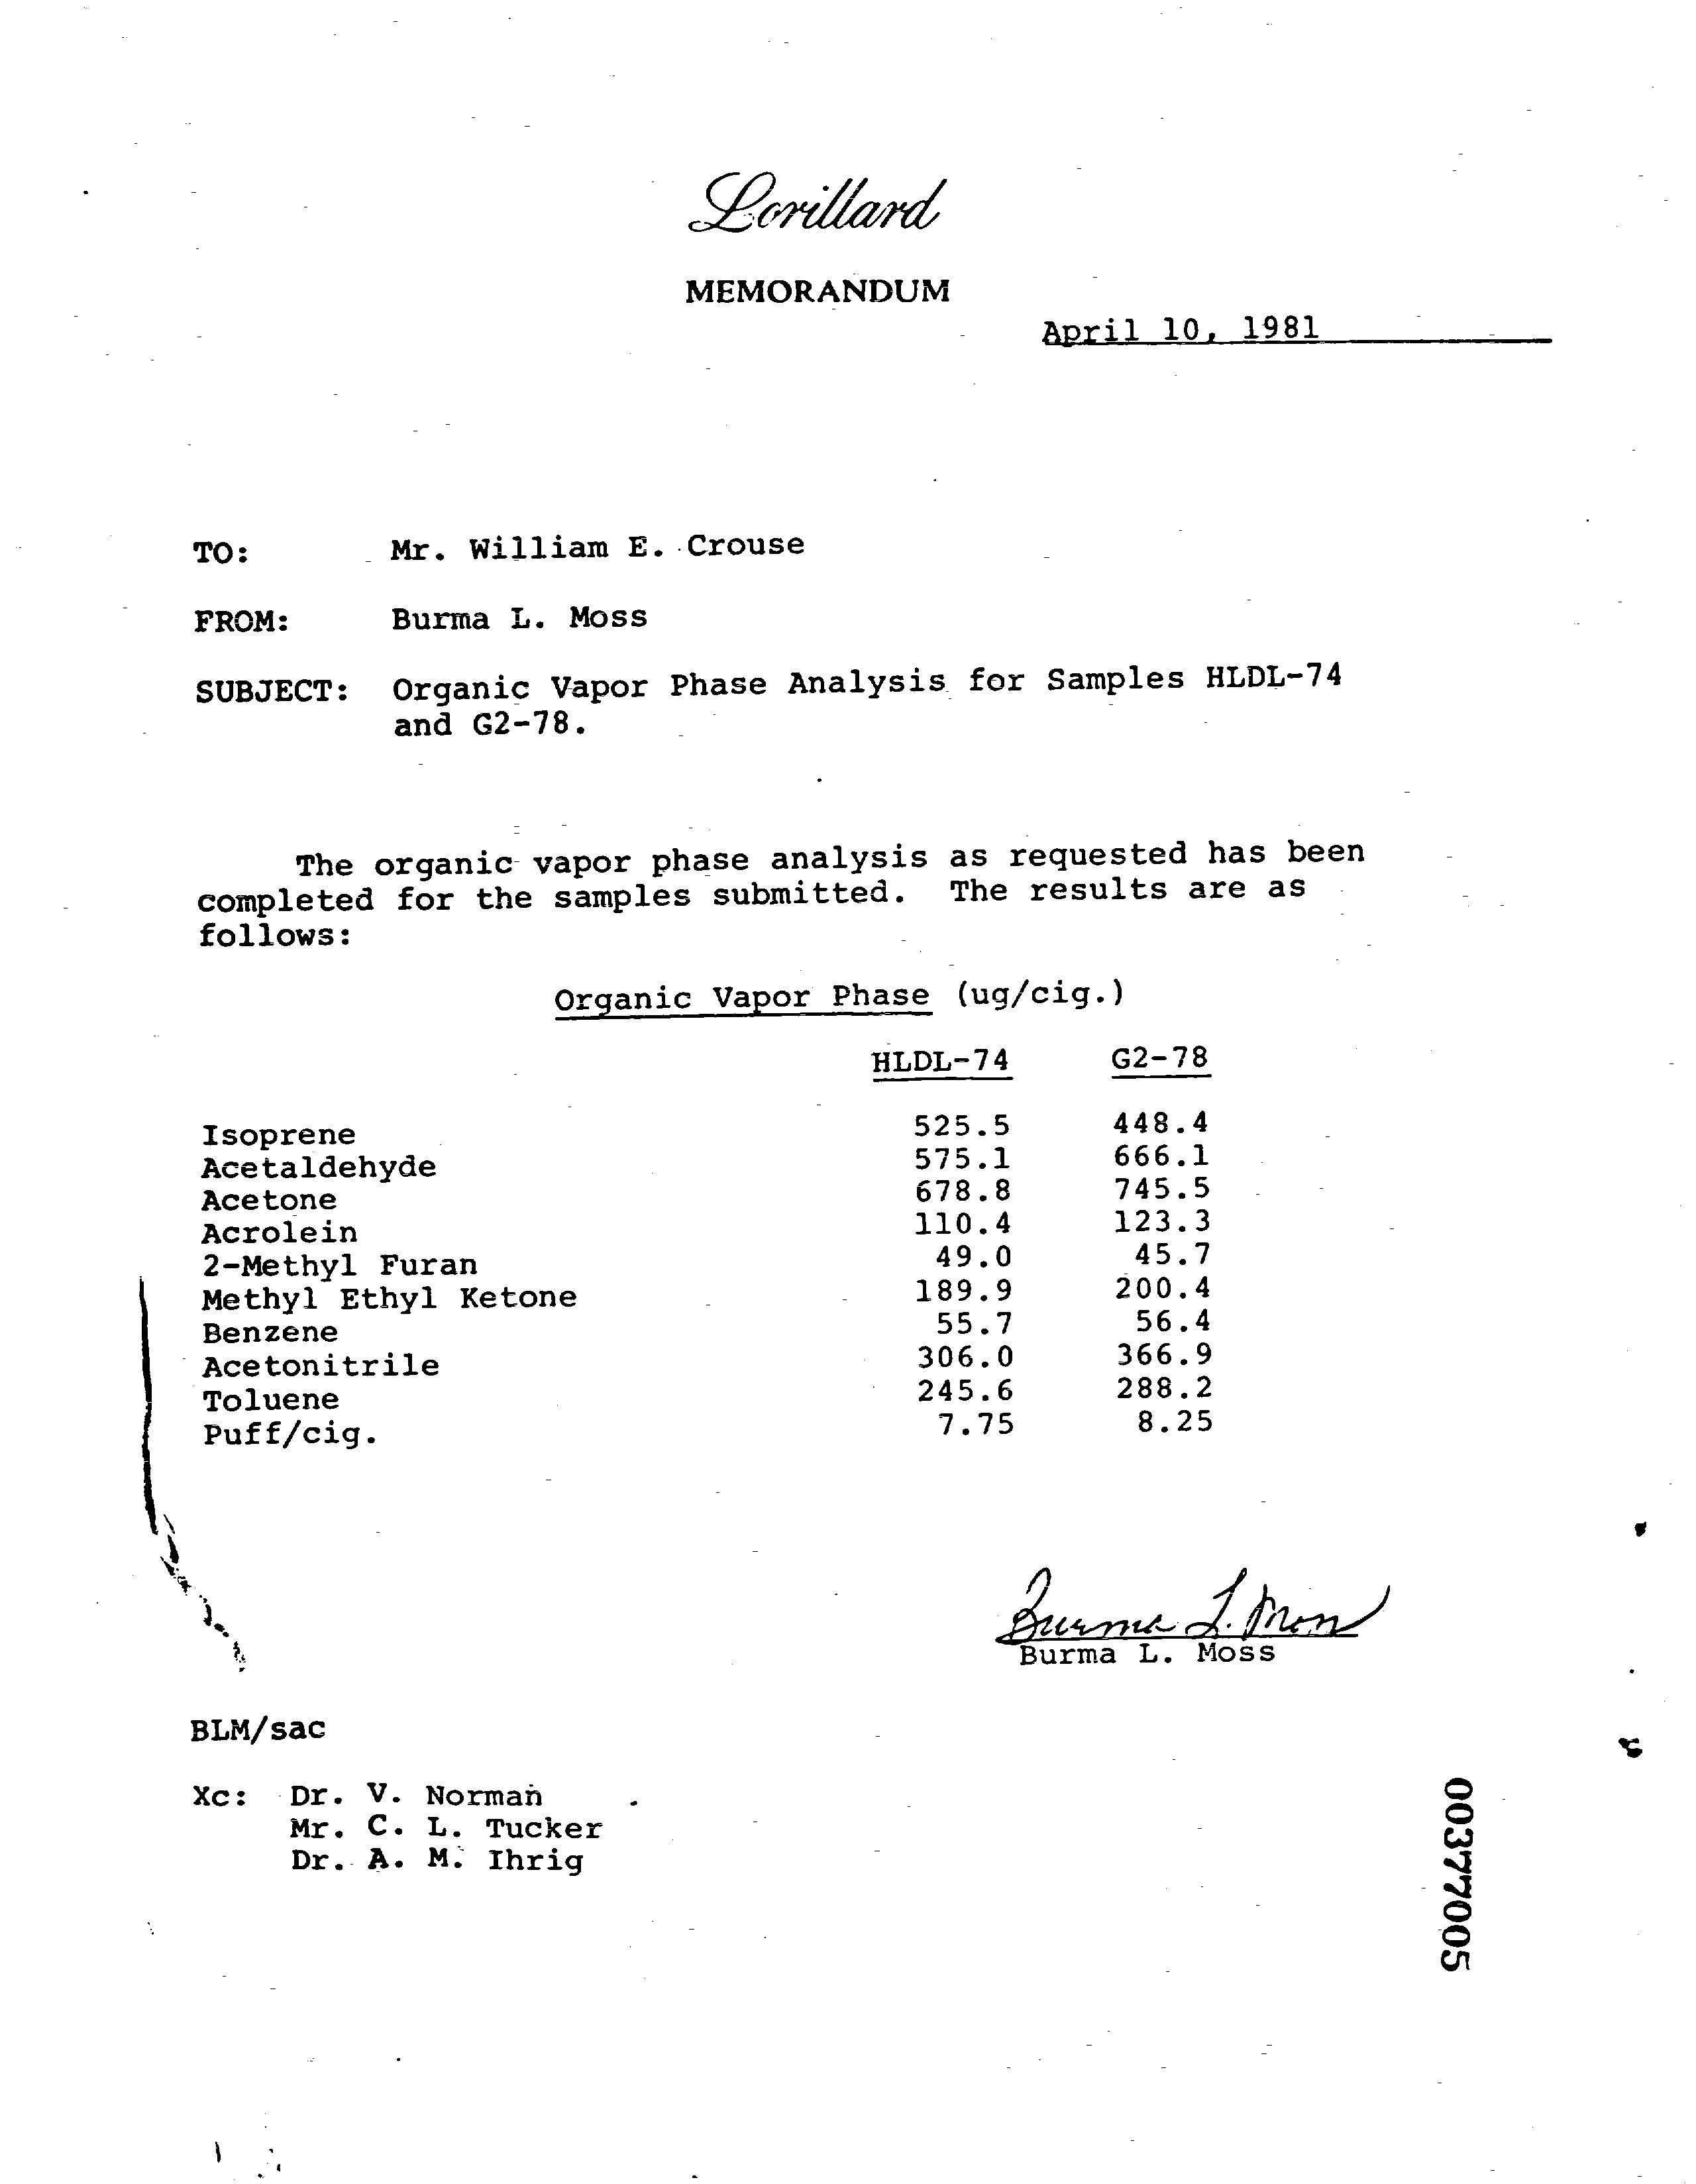 Lorillard
MEMORANDUM
April 10, 1981
TO: Mr. William E. Crouse
FROM: Burma L. Moss
SUBJECT: Organic Vapor Phase Analysis for Samples HLDL-74
and G2-78.
The organic vapor phase analysis as requested has been
completed for the samples submitted. The results are as
follows:
Organic Vapor Phase (ug/cig.)
HLDL-74 G2-78
Isoprene 525.5 448.4
Acetaldehyde 575.1 666.1
Acetone 678.8 745.5
Acrolein 110.4 123.3
2-Methyl Furan 49.0 45.7
Methyl Ethyl Ketone 189.9 200.4
Benzene 55.7 56.4
Acetonitrile 306.0 366.9
Toluene 245.6 288.2
Puff/cig. 7.75 8.25
Burma L. Moss
Burma L. Moss
BLM/sac
Xc: Dr. V. Norman
Mr. C. L. Tucker
Dr. A. M. Ihrig
00377005